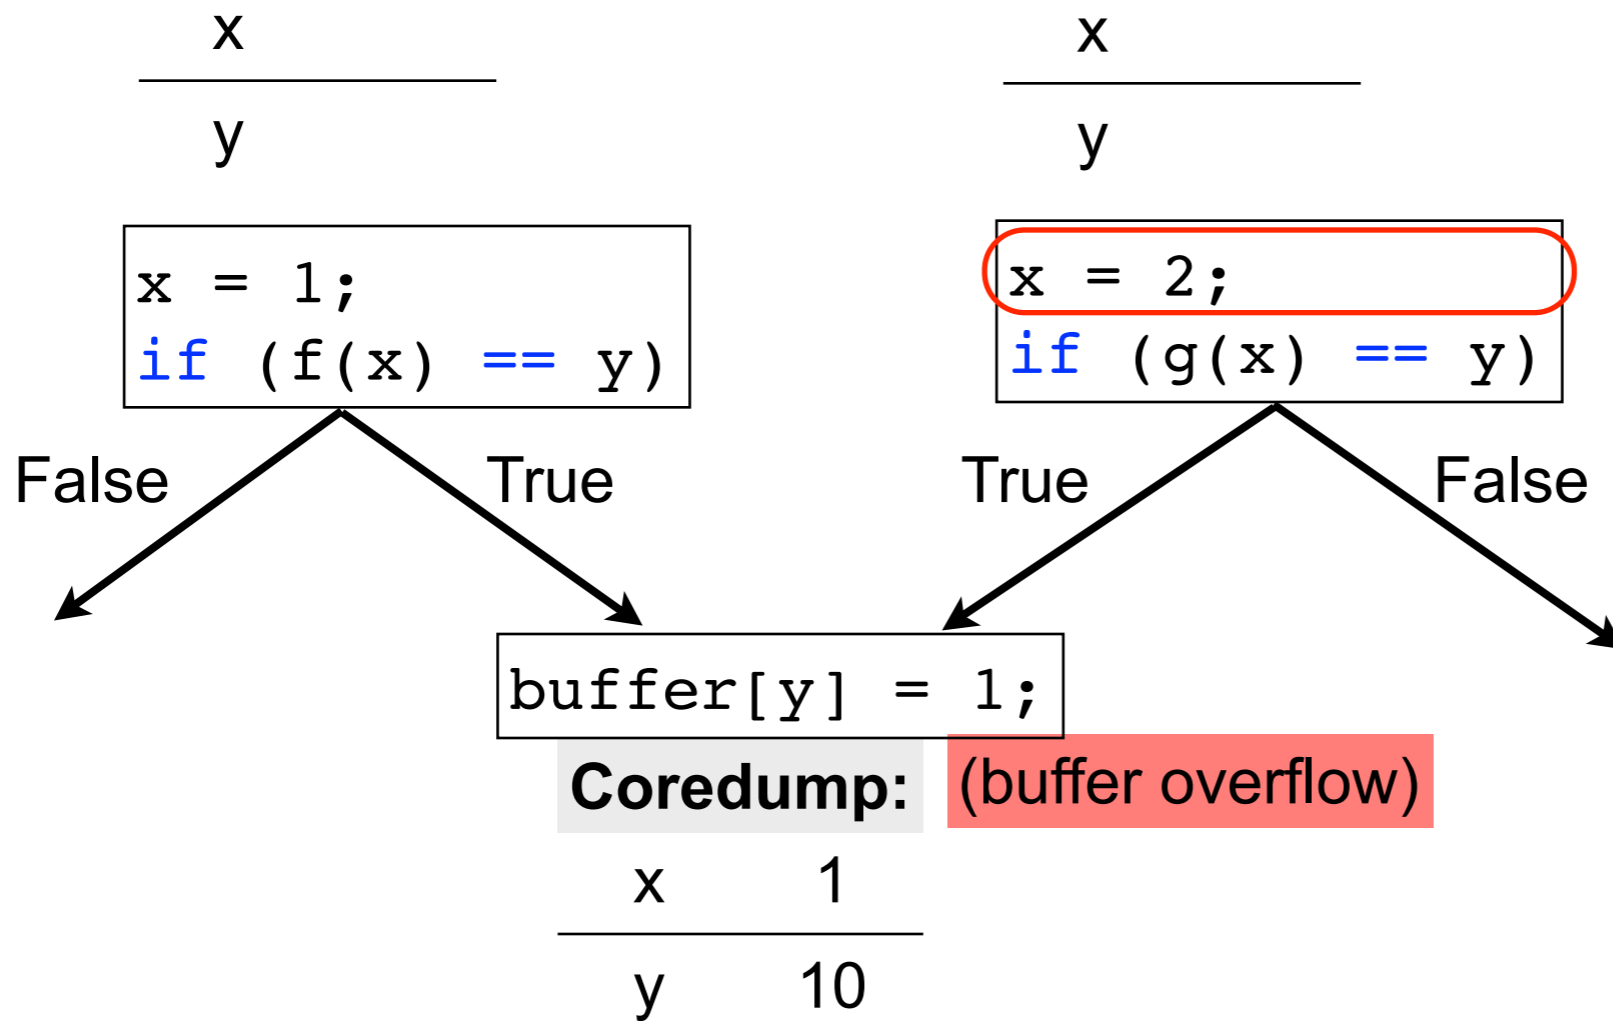 x
y
x
y
x = 1;
if (f(x) == y)
x = 2;
if (g(x) == y)
False
True
True
False
buffer[y] = 1;
Coredump: (buffer overflow)
x 1
y 10